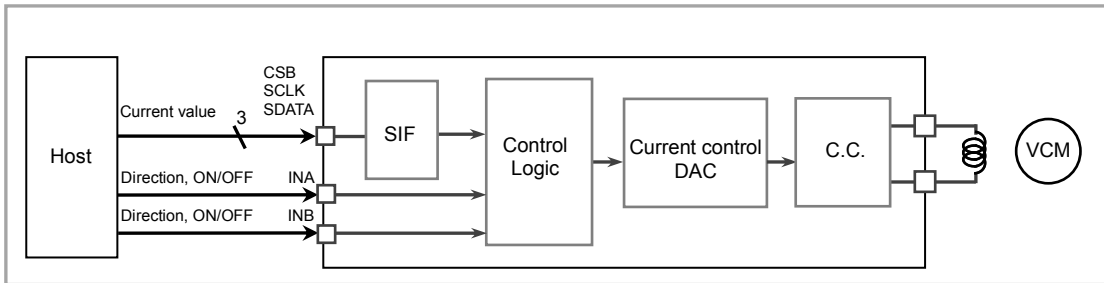 CSB
SCLK
SDATA
Current value
3
Host
SIF
Control
Logic
Current control
DAC
C.C.
VCM
Direction, ON/OFF
INA
Direction, ON/OFF
INB